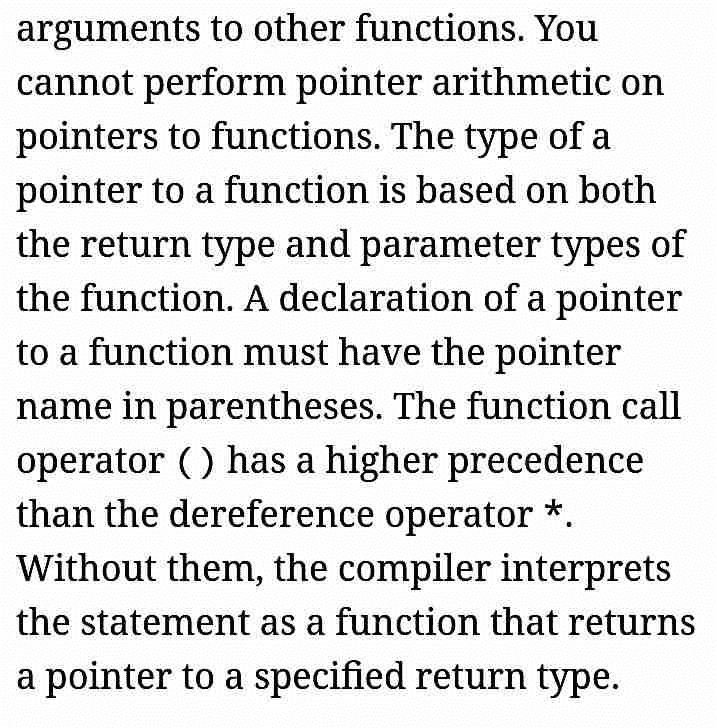 arguments to other functions. You
cannot perform pointer arithmetic on
pointers to functions. The type of a
pointer to a function is based on both
the return type and parameter types of
the function. A declaration of a pointer
to a function must have the pointer
name in parentheses. The function call
operator () has a higher precedence
than the dereference operator *.
Without them, the compiler interprets
the statement as a function that returns
a pointer to a specified return type.